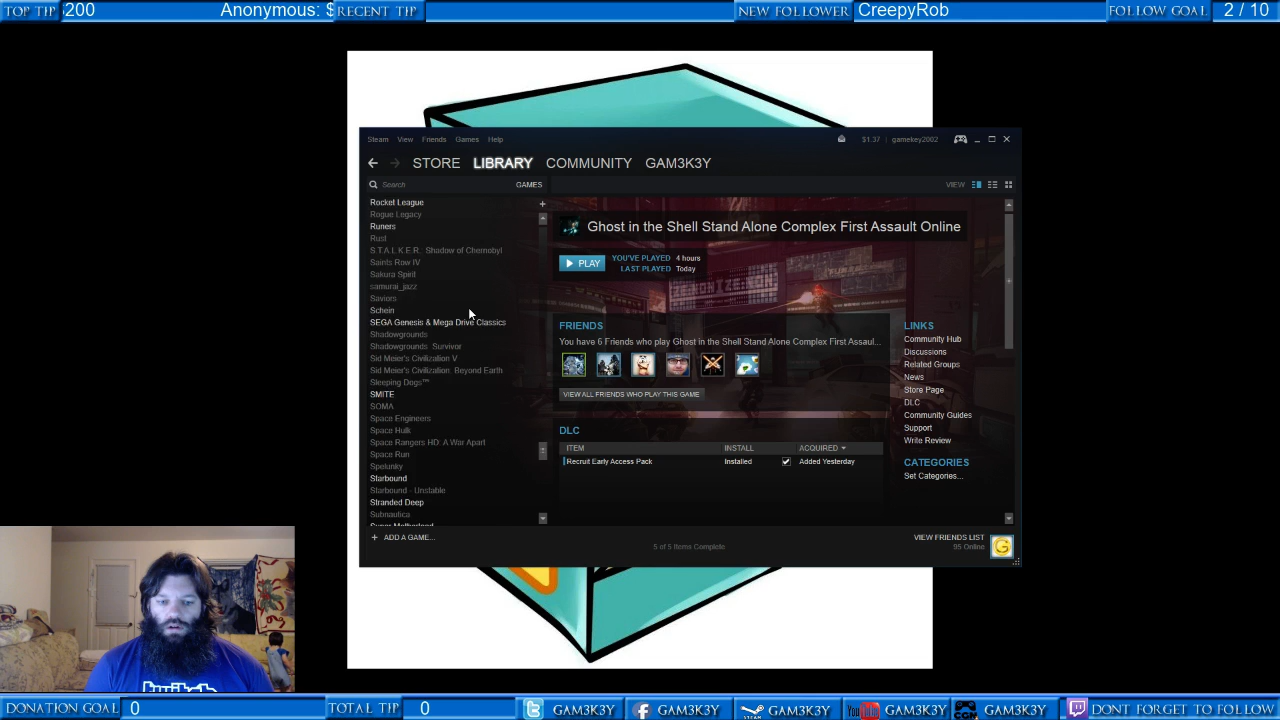 TOP TIP 200 Anonymous: $ RECENT TIP NEW FOLLOWER CreepyRob FOLLOW GOAL 2 / 10
Steam View Friends Games Help $1.37 gamekey2002
STORE LIBRARY COMMUNITY GAM3K3Y
Search GAMES VIEW
Rocket League
Rogue Legacy
Runers
Rust
S.T.A.L.K.E.R.: Shadow of Chernobyl
Saints Row IV
Sakura Spirit
samurai_jazz
Saviors
Schein
SEGA Genesis & Mega Drive Classics
Shadowgrounds
Shadowgrounds: Survivor
Sid Meier's Civilization V
Sid Meier's Civilization: Beyond Earth
Sleeping Dogs™
SMITE
SOMA
Space Engineers
Space Hulk
Space Rangers HD: A War Apart
Space Run
Spelunky
Starbound
Starbound - Unstable
Stranded Deep
Subnautica
+ ADD A GAME...
Ghost in the Shell Stand Alone Complex First Assault Online
PLAY
YOU'VE PLAYED 4 hours
LAST PLAYED Today
FRIENDS
You have 6 Friends who play Ghost in the Shell Stand Alone Complex First Assaul...
VIEW ALL FRIENDS WHO PLAY THIS GAME
DLC
ITEM INSTALL ACQUIRED
Recruit Early Access Pack Installed Added Yesterday
LINKS
Community Hub
Discussions
Related Groups
News
Store Page
DLC
Community Guides
Support
Write Review
CATEGORIES
Set Categories...
5 of 5 Items Complete
VIEW FRIENDS LIST
95 Online
DONATION GOAL 0 TOTAL TIP 0 GAM3K3Y GAM3K3Y STEAM GAM3K3Y YouTube GAM3K3Y GAM3K3Y DONT FORGET TO FOLLOW